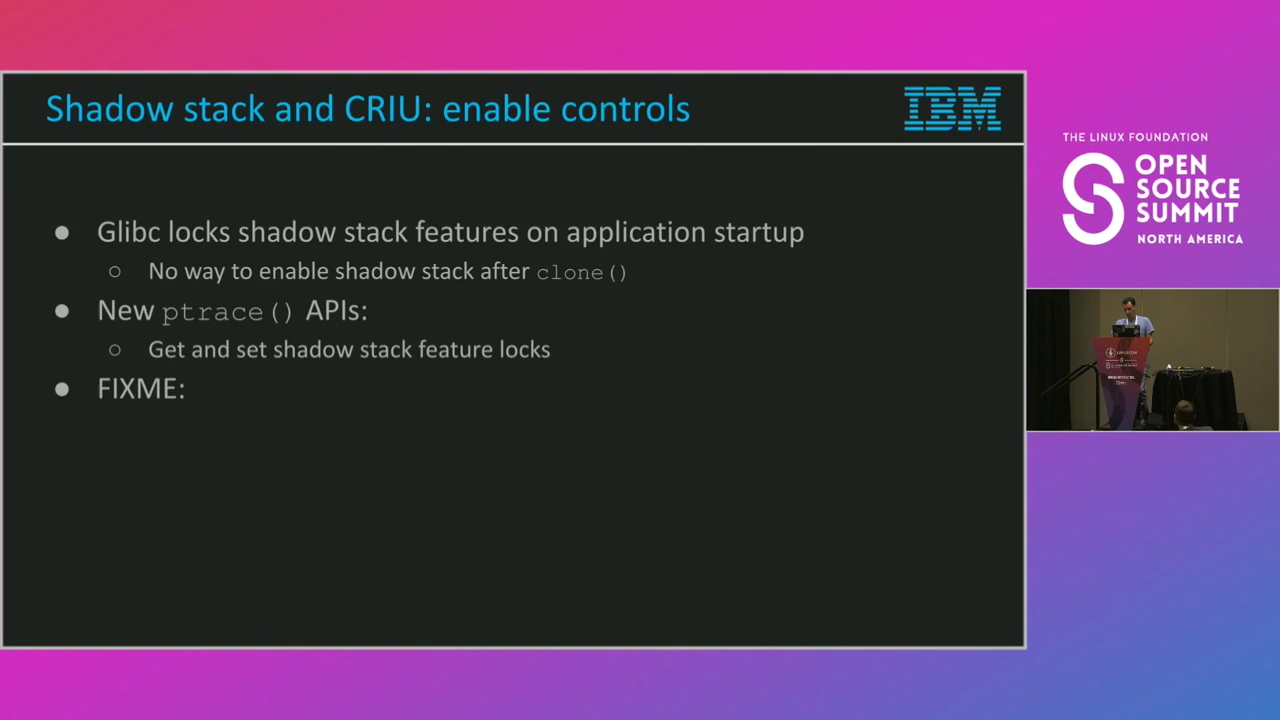 Shadow stack and CRIU: enable controls
IBM
● Glibc locks shadow stack features on application startup
○ No way to enable shadow stack after clone()
● New ptrace() APIs:
○ Get and set shadow stack feature locks
● FIXME:
THE LINUX FOUNDATION
OPEN
SOURCE
SUMMIT
NORTH AMERICA